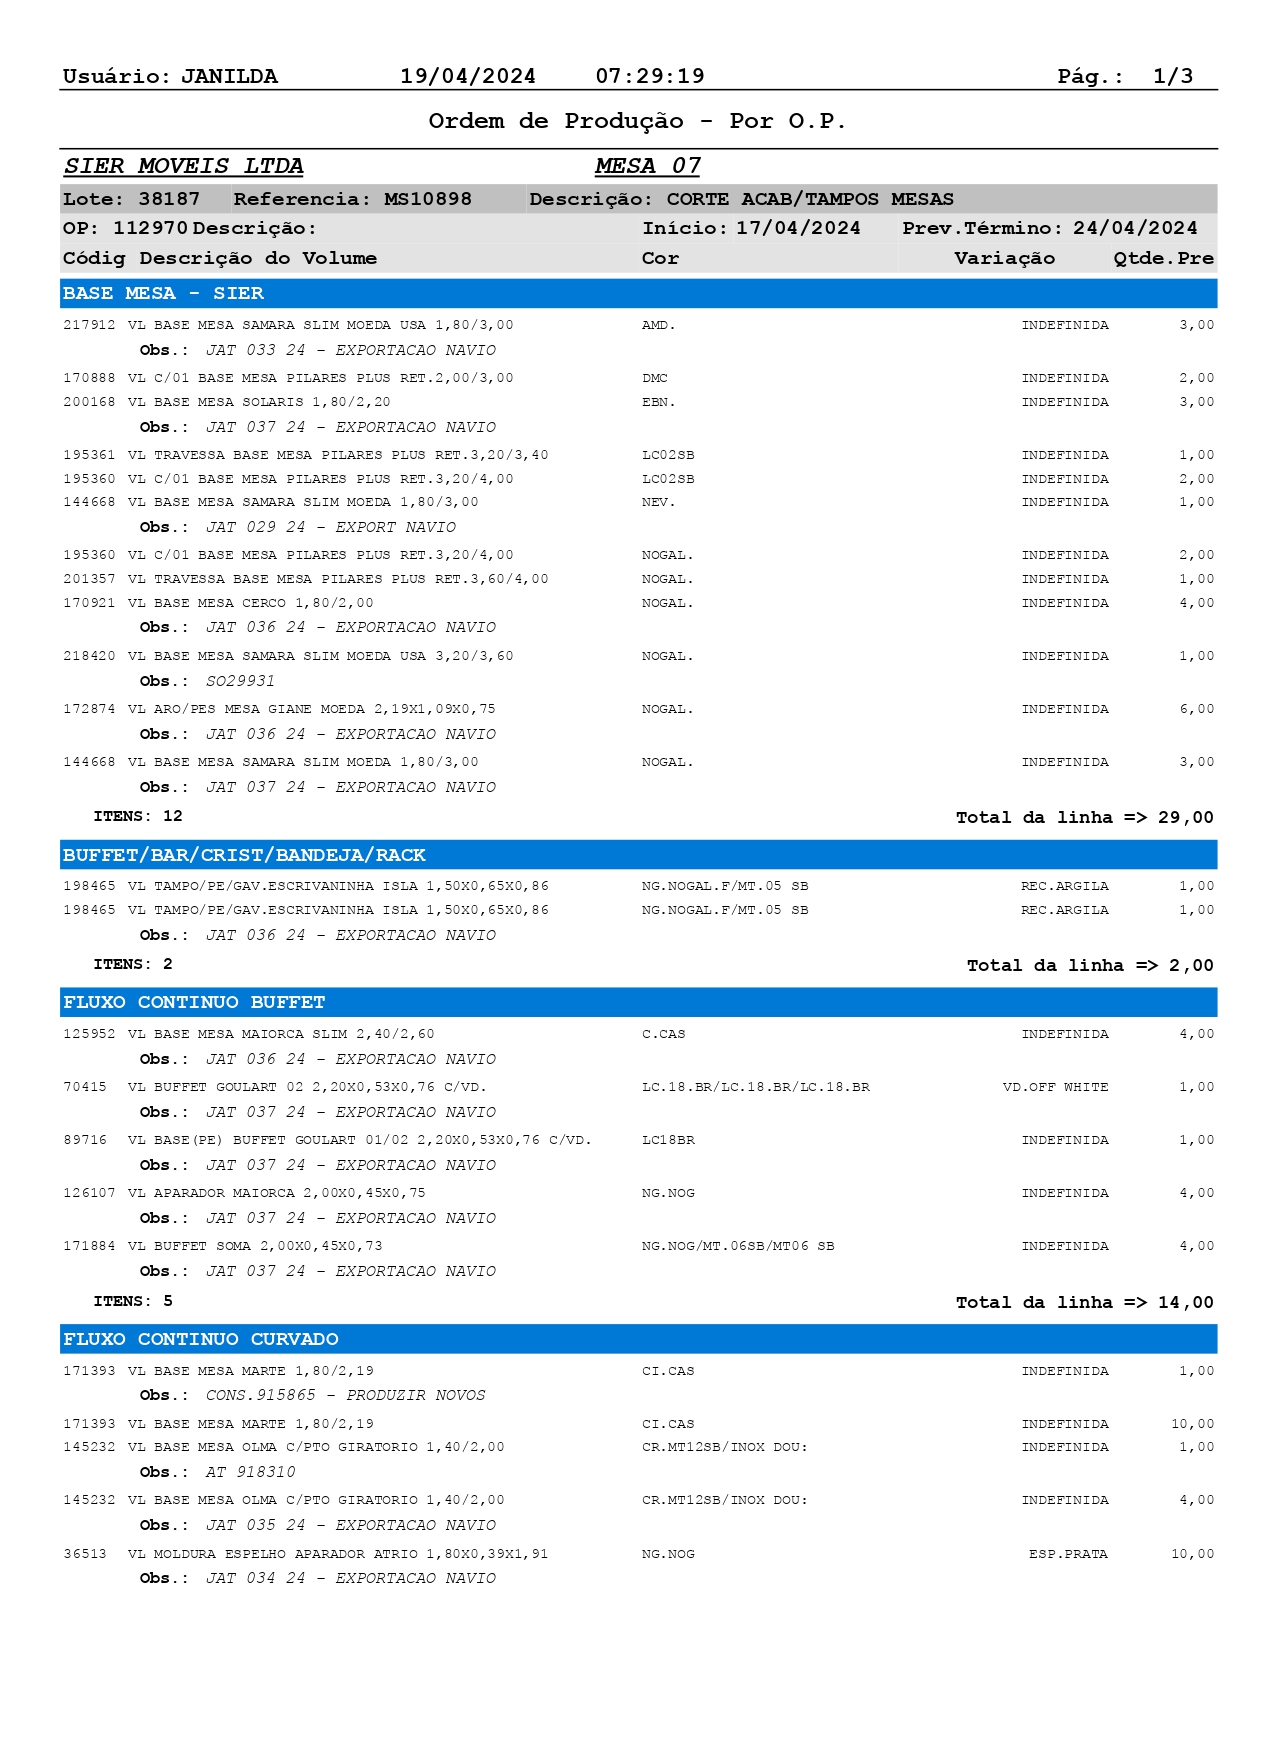 Usuário: JANILDA 19/04/2024 07:29:19 Pág.: 1/3
Ordem de Produção - Por O.P.
SIER MOVEIS LTDA MESA 07
Lote: 38187 Referencia: MS10898 Descrição: CORTE ACAB/TAMPOS MESAS
OP: 112970 Descrição: Início: 17/04/2024 Prev.Término: 24/04/2024
Códig Descrição do Volume Cor Variação Qtde.Pre
BASE MESA - SIER
217912 VL BASE MESA SAMARA SLIM MOEDA USA 1,80/3,00 AMD. INDEFINIDA 3,00
Obs.: JAT 033 24 - EXPORTACAO NAVIO
170888 VL C/01 BASE MESA PILARES PLUS RET.2,00/3,00 DMC INDEFINIDA 2,00
200168 VL BASE MESA SOLARIS 1,80/2,20 EBN. INDEFINIDA 3,00
Obs.: JAT 037 24 - EXPORTACAO NAVIO
195361 VL TRAVESSA BASE MESA PILARES PLUS RET.3,20/3,40 LC02SB INDEFINIDA 1,00
195360 VL C/01 BASE MESA PILARES PLUS RET.3,20/4,00 LC02SB INDEFINIDA 2,00
144668 VL BASE MESA SAMARA SLIM MOEDA 1,80/3,00 NEV. INDEFINIDA 1,00
Obs.: JAT 029 24 - EXPORT NAVIO
195360 VL C/01 BASE MESA PILARES PLUS RET.3,20/4,00 NOGAL. INDEFINIDA 2,00
201357 VL TRAVESSA BASE MESA PILARES PLUS RET.3,60/4,00 NOGAL. INDEFINIDA 1,00
170921 VL BASE MESA CERCO 1,80/2,00 NOGAL. INDEFINIDA 4,00
Obs.: JAT 036 24 - EXPORTACAO NAVIO
218420 VL BASE MESA SAMARA SLIM MOEDA USA 3,20/3,60 NOGAL. INDEFINIDA 1,00
Obs.: SO29931
172874 VL ARO/PES MESA GIANE MOEDA 2,19X1,09X0,75 NOGAL. INDEFINIDA 6,00
Obs.: JAT 036 24 - EXPORTACAO NAVIO
144668 VL BASE MESA SAMARA SLIM MOEDA 1,80/3,00 NOGAL. INDEFINIDA 3,00
Obs.: JAT 037 24 - EXPORTACAO NAVIO
ITENS: 12 Total da linha => 29,00
BUFFET/BAR/CRIST/BANDEJA/RACK
198465 VL TAMPO/PE/GAV.ESCRIVANINHA ISLA 1,50X0,65X0,86 NG.NOGAL.F/MT.05 SB REC.ARGILA 1,00
198465 VL TAMPO/PE/GAV.ESCRIVANINHA ISLA 1,50X0,65X0,86 NG.NOGAL.F/MT.05 SB REC.ARGILA 1,00
Obs.: JAT 036 24 - EXPORTACAO NAVIO
ITENS: 2 Total da linha => 2,00
FLUXO CONTINUO BUFFET
125952 VL BASE MESA MAIORCA SLIM 2,40/2,60 C.CAS INDEFINIDA 4,00
Obs.: JAT 036 24 - EXPORTACAO NAVIO
70415 VL BUFFET GOULART 02 2,20X0,53X0,76 C/VD. LC.18.BR/LC.18.BR/LC.18.BR VD.OFF WHITE 1,00
Obs.: JAT 037 24 - EXPORTACAO NAVIO
89716 VL BASE(PE) BUFFET GOULART 01/02 2,20X0,53X0,76 C/VD. LC18BR INDEFINIDA 1,00
Obs.: JAT 037 24 - EXPORTACAO NAVIO
126107 VL APARADOR MAIORCA 2,00X0,45X0,75 NG.NOG INDEFINIDA 4,00
Obs.: JAT 037 24 - EXPORTACAO NAVIO
171884 VL BUFFET SOMA 2,00X0,45X0,73 NG.NOG/MT.06SB/MT06 SB INDEFINIDA 4,00
Obs.: JAT 037 24 - EXPORTACAO NAVIO
ITENS: 5 Total da linha => 14,00
FLUXO CONTINUO CURVADO
171393 VL BASE MESA MARTE 1,80/2,19 CI.CAS INDEFINIDA 1,00
Obs.: CONS.915865 - PRODUZIR NOVOS
171393 VL BASE MESA MARTE 1,80/2,19 CI.CAS INDEFINIDA 10,00
145232 VL BASE MESA OLMA C/PTO GIRATORIO 1,40/2,00 CR.MT12SB/INOX DOU: INDEFINIDA 1,00
Obs.: AT 918310
145232 VL BASE MESA OLMA C/PTO GIRATORIO 1,40/2,00 CR.MT12SB/INOX DOU: INDEFINIDA 4,00
Obs.: JAT 035 24 - EXPORTACAO NAVIO
36513 VL MOLDURA ESPELHO APARADOR ATRIO 1,80X0,39X1,91 NG.NOG ESP.PRATA 10,00
Obs.: JAT 034 24 - EXPORTACAO NAVIO